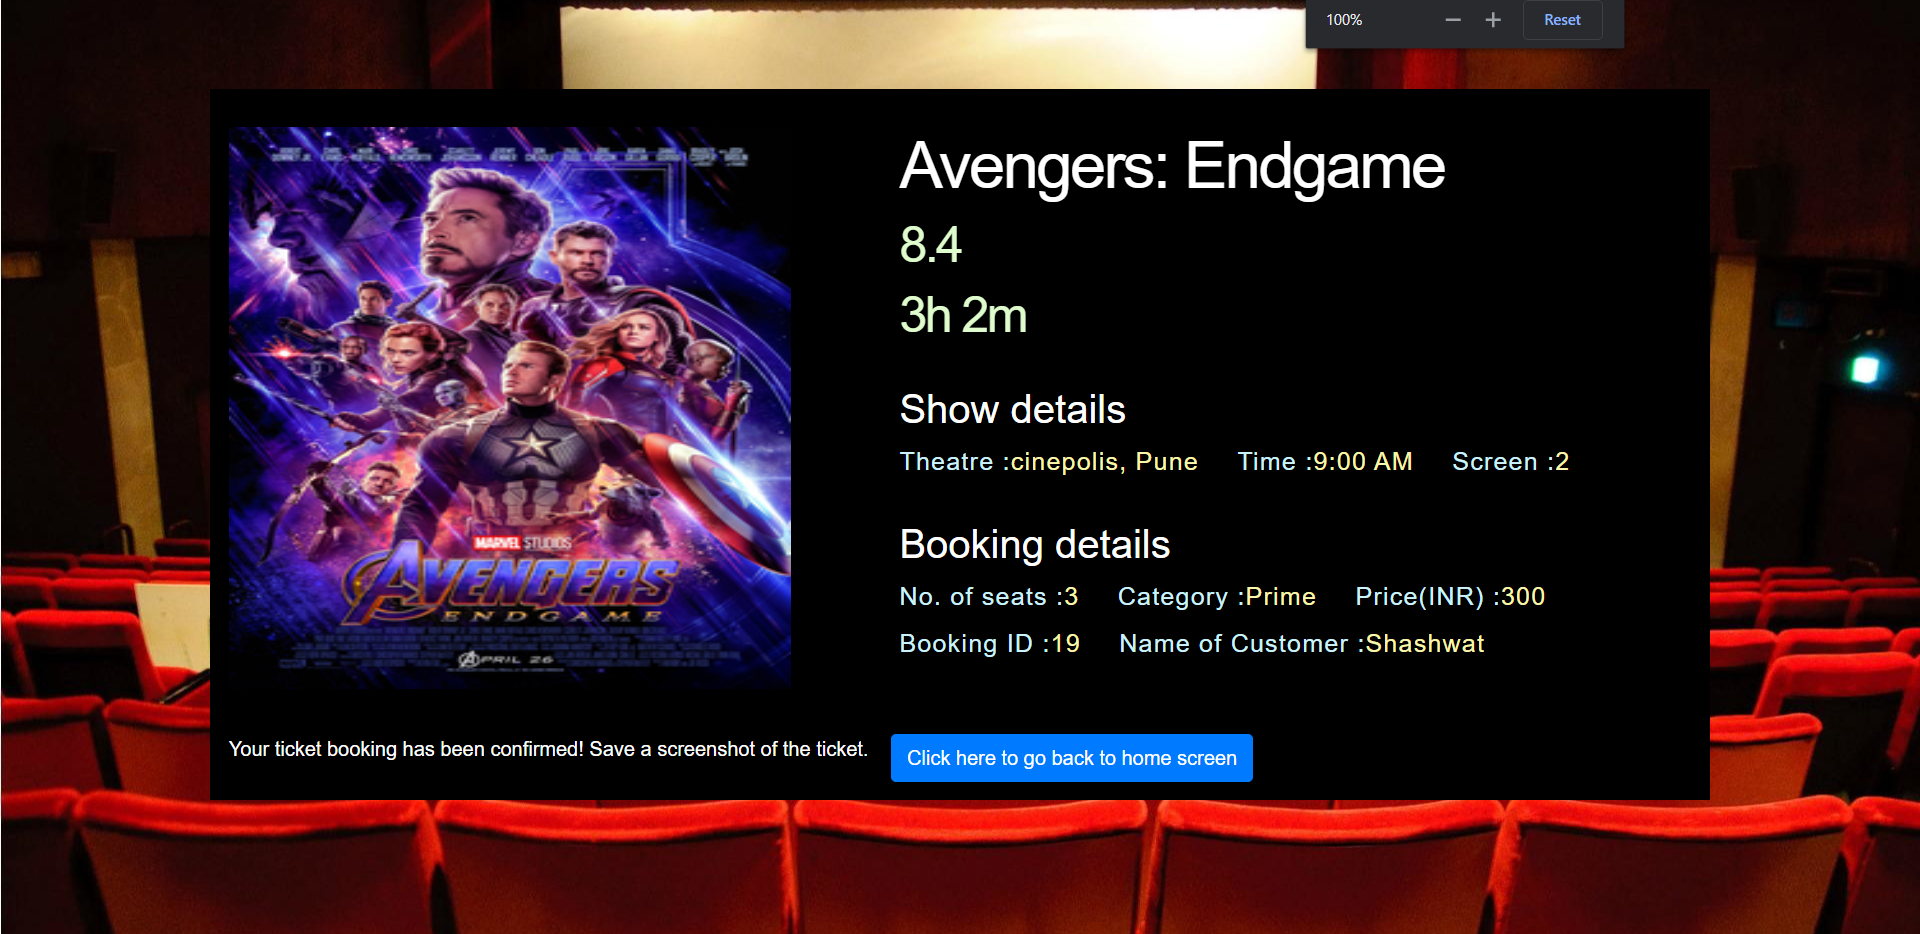 100% − + Reset
MARVEL STUDIOS
AVENGERS
ENDGAME
APRIL 26
Avengers: Endgame
8.4
3h 2m
Show details
Theatre :cinepolis, Pune Time :9:00 AM Screen :2
Booking details
No. of seats :3 Category :Prime Price(INR) :300
Booking ID :19 Name of Customer :Shashwat
Your ticket booking has been confirmed! Save a screenshot of the ticket.
Click here to go back to home screen